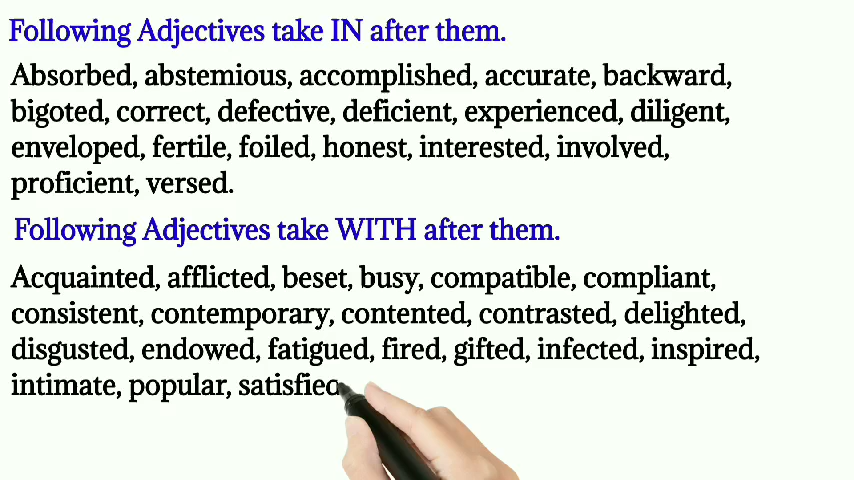 Following Adjectives take IN after them.
Absorbed, abstemious, accomplished, accurate, backward,
bigoted, correct, defective, deficient, experienced, diligent,
enveloped, fertile, foiled, honest, interested, involved,
proficient, versed.
Following Adjectives take WITH after them.
Acquainted, afflicted, beset, busy, compatible, compliant,
consistent, contemporary, contented, contrasted, delighted,
disgusted, endowed, fatigued, fired, gifted, infected, inspired,
intimate, popular, satisfied